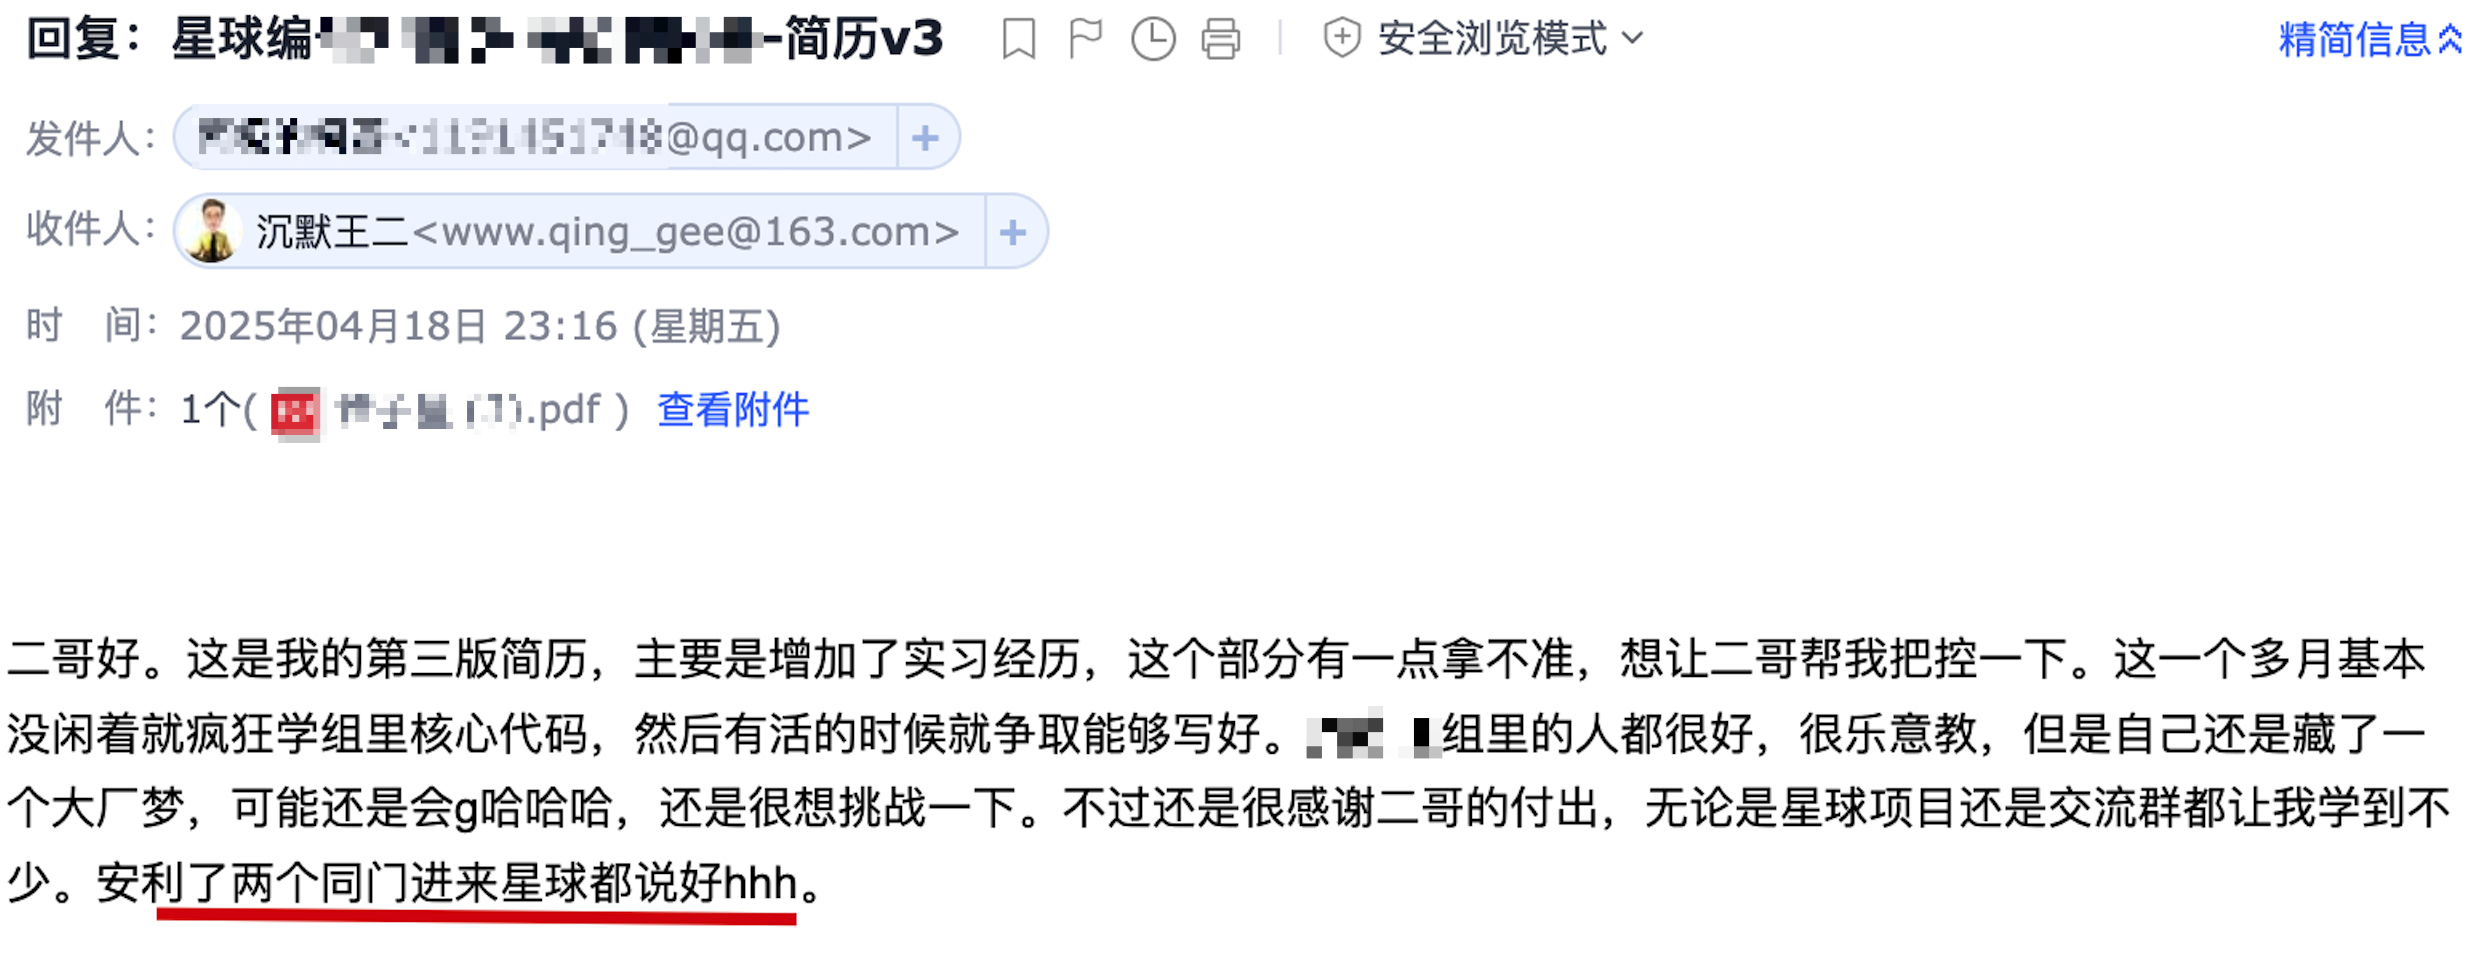 回复：星球编 -简历v3 安全浏览模式 精简信息
发件人： @qq.com>
收件人： 沉默王二<www.qing_gee@163.com>
时 间： 2025年04月18日 23:16 (星期五)
附 件： 1个( .pdf ) 查看附件
二哥好。这是我的第三版简历，主要是增加了实习经历，这个部分有一点拿不准，想让二哥帮我把控一下。这一个多月基本
没闲着就疯狂学组里核心代码，然后有活的时候就争取能够写好。 组里的人都很好，很乐意教，但是自己还是藏了一
个大厂梦，可能还是会g哈哈哈，还是很想挑战一下。不过还是很感谢二哥的付出，无论是星球项目还是交流群都让我学到不
少。安利了两个同门进来星球都说好hhh。